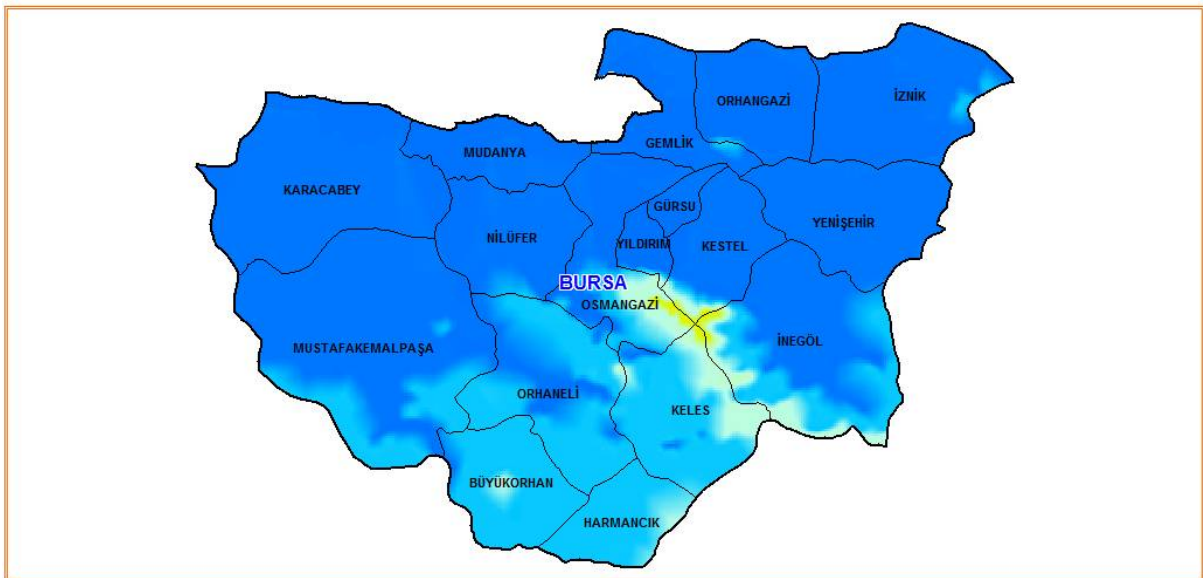 ORHANGAZİ
İZNİK
GEMLİK
MUDANYA
KARACABEY
GÜRSU
YENİŞEHİR
NİLÜFER
YILDIRIM
KESTEL
BURSA
OSMANGAZİ
İNEGÖL
MUSTAFAKEMALPAŞA
ORHANELİ
KELES
BÜYÜKORHAN
HARMANCIK